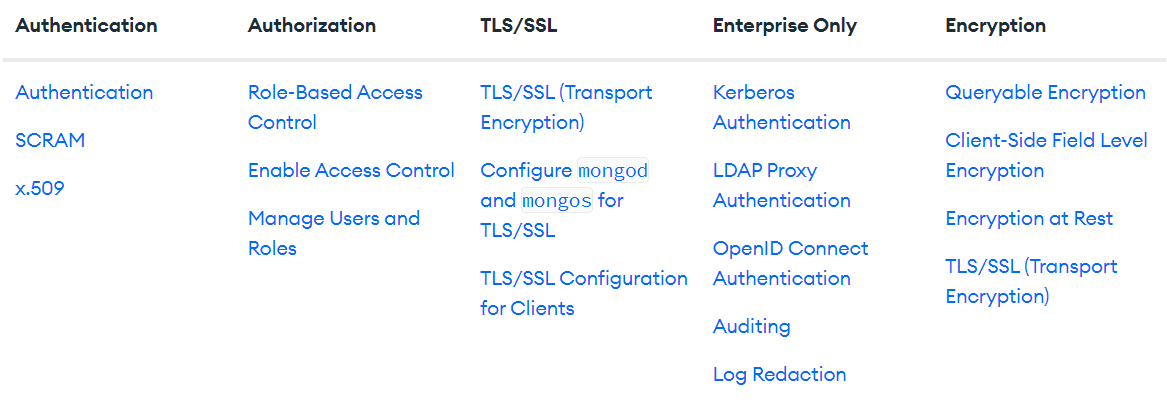 Authentication
Authorization
TLS/SSL
Enterprise Only
Encryption
Authentication
SCRAM
x.509
Role-Based Access
Control
Enable Access Control
Manage Users and
Roles
TLS/SSL (Transport
Encryption)
Configure mongod
and mongos for
TLS/SSL
TLS/SSL Configuration
for Clients
Kerberos
Authentication
LDAP Proxy
Authentication
OpenID Connect
Authentication
Auditing
Log Redaction
Queryable Encryption
Client-Side Field Level
Encryption
Encryption at Rest
TLS/SSL (Transport
Encryption)